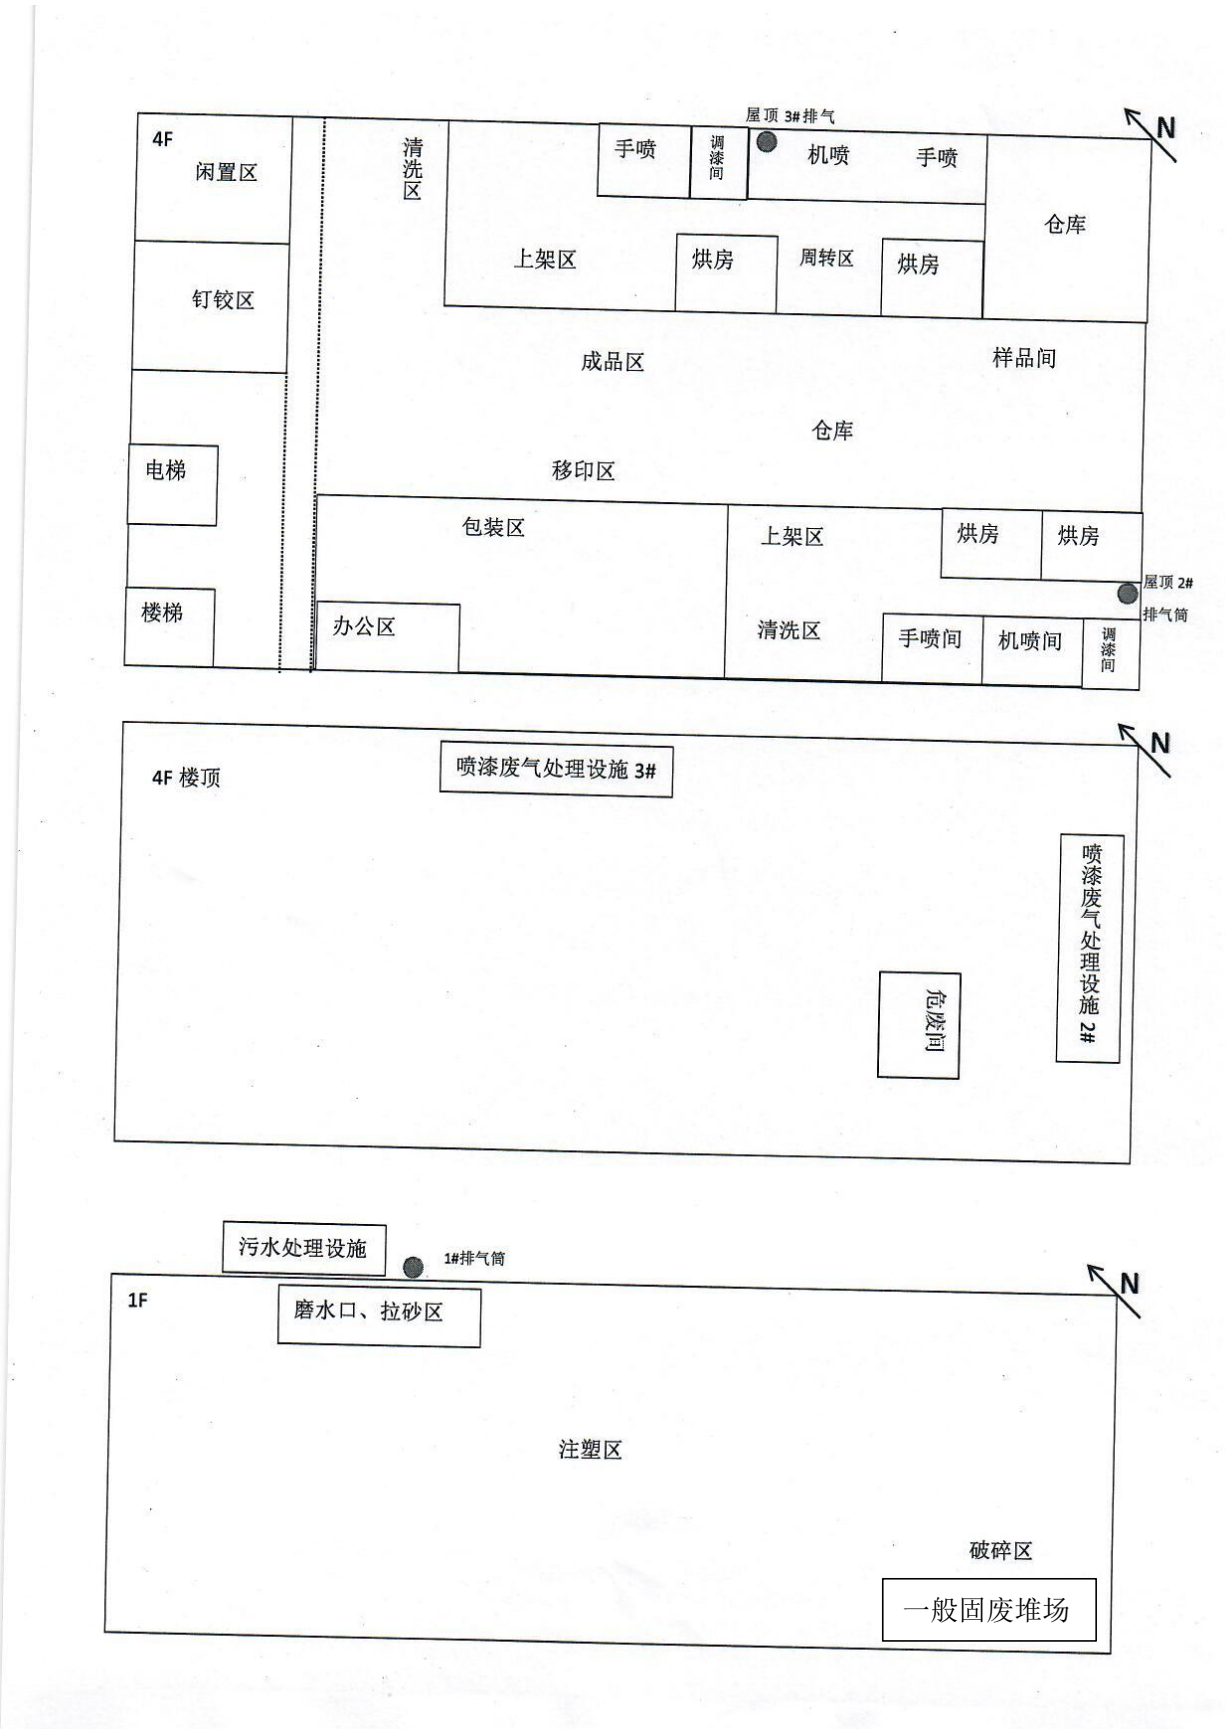 屋顶 3#排气
N
4F
闲置区
清洗区
手喷
调漆间
机喷
手喷
仓库
上架区
烘房
周转区
烘房
钉铰区
成品区
样品间
仓库
电梯
移印区
包装区
上架区
烘房
烘房
屋顶 2#
排气筒
楼梯
办公区
清洗区
手喷间
机喷间
调漆间
N
4F 楼顶
喷漆废气处理设施 3#
喷漆废气处理设施 2#
危废间
污水处理设施
1#排气筒
N
1F
磨水口、拉砂区
注塑区
破碎区
一般固废堆场